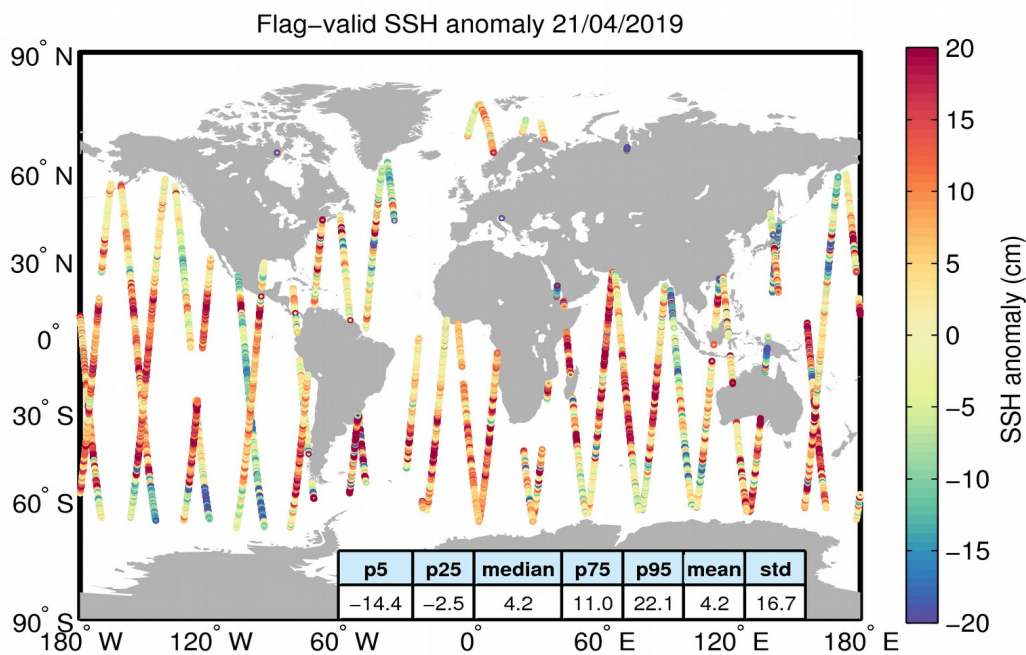 Flag−valid SSH anomaly 21/04/2019
90° N
60° N
30° N
0°
30° S
60° S
90° S
180° W
120° W
60° W
0°
60° E
120° E
180° E
p5 p25 median p75 p95 mean std
−14.4 −2.5 4.2 11.0 22.1 4.2 16.7
20
15
10
5
0
−5
−10
−15
−20
SSH anomaly (cm)